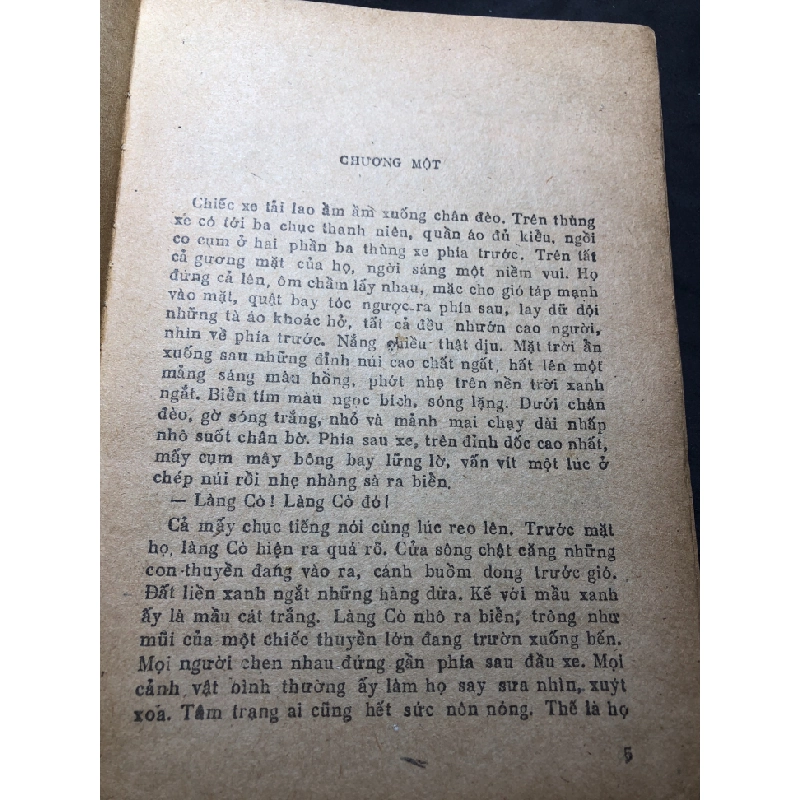 CHƯƠNG MỘT
Chiếc xe tải lao ầm ầm xuống chân đèo. Trên thùng
xe có tới ba chục thanh niên, quần áo đủ kiểu, ngồi
co cụm ở hai phần ba thùng xe phía trước. Trên tất
cả gương mặt của họ, ngời sáng một niềm vui. Họ
đứng cả lên, ôm chầm lấy nhau, mặc cho gió táp mạnh
vào mặt, quật bay tóc ngược ra phía sau, lay dữ dội
những tà áo khoác hở, tất cả đều nhướn cao người,
nhìn về phía trước. Nắng chiều thật dịu. Mặt trời ẩn
xuống sau những đỉnh núi cao chất ngất, hất lên một
mảng sáng màu hồng, phớt nhẹ trên nền trời xanh
ngắt. Biển tím màu ngọc bích, sóng lặng. Dưới chân
đèo, gờ sóng trắng, nhỏ và mảnh mai chạy dài nhấp
nhô suốt chân bờ. Phía sau xe, trên đỉnh dốc cao nhất,
mấy cụm mây bông bay lững lờ, vấn vít một lúc ở
chép núi rồi nhẹ nhàng sà ra biển.
— Làng Cò! Làng Cò đó!
Cả mấy chục tiếng nói cùng lúc reo lên. Trước mặt
họ, làng Cò hiện ra quá rõ. Cửa sông chật căng những
con thuyền đang vào ra, cánh buồm dong trước gió.
Đất liền xanh ngắt những hàng dừa. Kế với mầu xanh
ấy là mầu cát trắng. Làng Cò nhô ra biển, trông như
mũi của một chiếc thuyền lớn đang trườn xuống bến.
Mọi người chen nhau đứng gần phía sau đầu xe. Mọi
cảnh vật bình thường ấy làm họ say sưa nhìn, xuýt
xoa. Tâm trạng ai cũng hết sức nôn nóng. Thế là họ
5